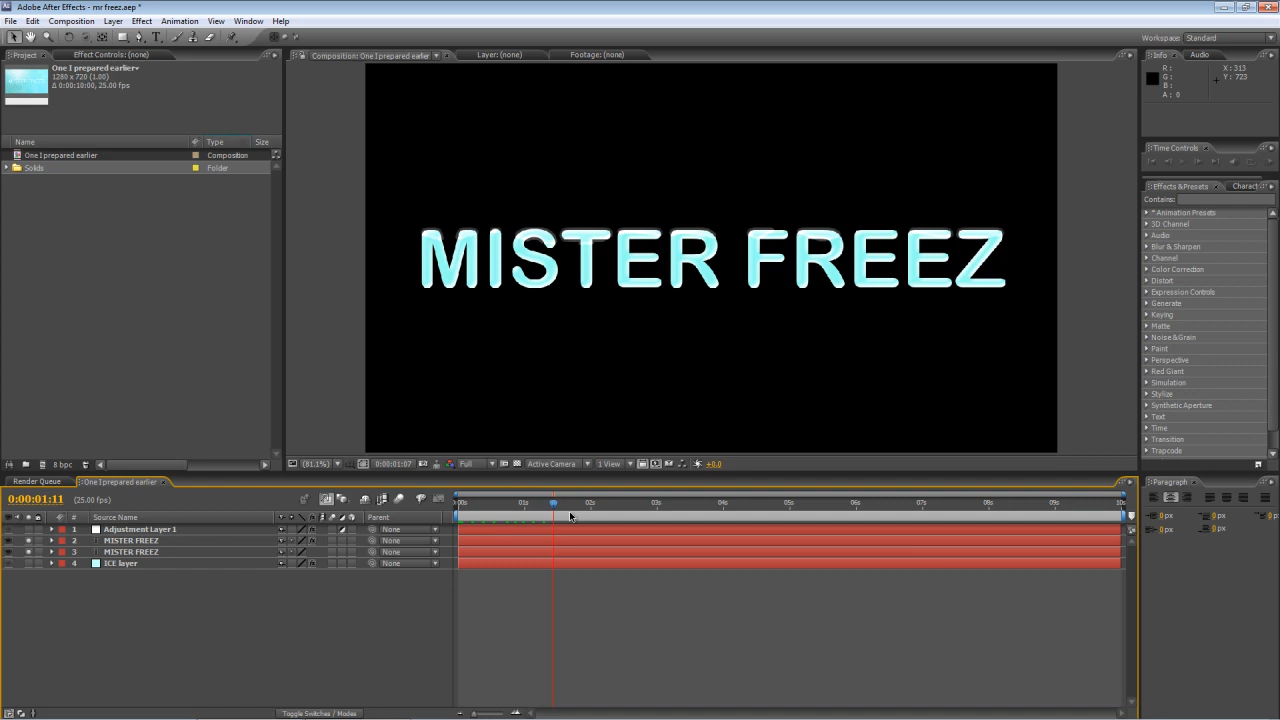 Adobe After Effects - mr freez.aep *
File Edit Composition Layer Effect Animation View Window Help
Workspace: Standard
Project Effect Controls: (none)
Composition: One I prepared earlier Layer: (none) Footage: (none)
Info Audio
One I prepared earlier
1280 x 720 (1.00)
Δ 0:00:10:00, 25.00 fps
R :
G :
B :
A : 0
X : 313
Y : 723
Name Type Size
One I prepared earlier Composition
Solids Folder
Time Controls
Effects & Presets Charact
Contains:
* Animation Presets
3D Channel
Audio
Blur & Sharpen
Channel
Color Correction
Distort
Expression Controls
Generate
Keying
Matte
Noise & Grain
Paint
Perspective
Red Giant
Simulation
Stylize
Synthetic Aperture
Text
Time
Transition
Trapcode
MISTER FREEZ
8 bpc
(81.1%) 0:00:01:07 Full Active Camera 1 View +0.0
Render Queue One I prepared earlier
0:00:01:11 (25.00 fps)
:00s 01s 02s 03s 04s 05s 06s 07s 08s 09s 10s
# Source Name Parent
1 Adjustment Layer 1 None
2 T MISTER FREEZ None
3 T MISTER FREEZ None
4 ICE layer None
Paragraph
0 px 0 px 0 p
0 px 0 px
Toggle Switches / Modes